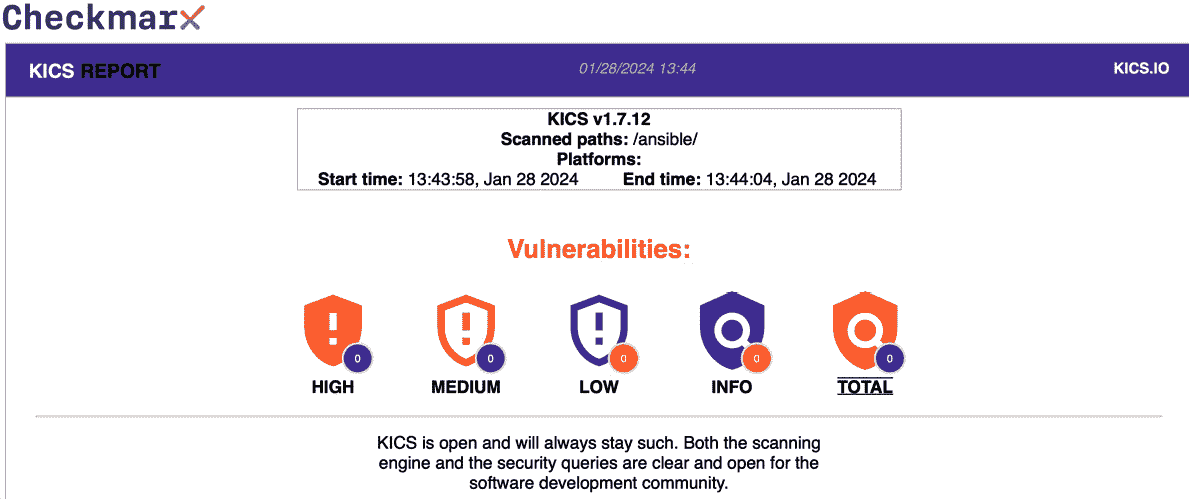 Checkmarx
KICS REPORT
01/28/2024 13:44
KICS.IO
KICS v1.7.12
Scanned paths: /ansible/
Platforms:
Start time: 13:43:58, Jan 28 2024 End time: 13:44:04, Jan 28 2024
Vulnerabilities:
0 0 0 0 0
HIGH MEDIUM LOW INFO TOTAL
KICS is open and will always stay such. Both the scanning
engine and the security queries are clear and open for the
software development community.